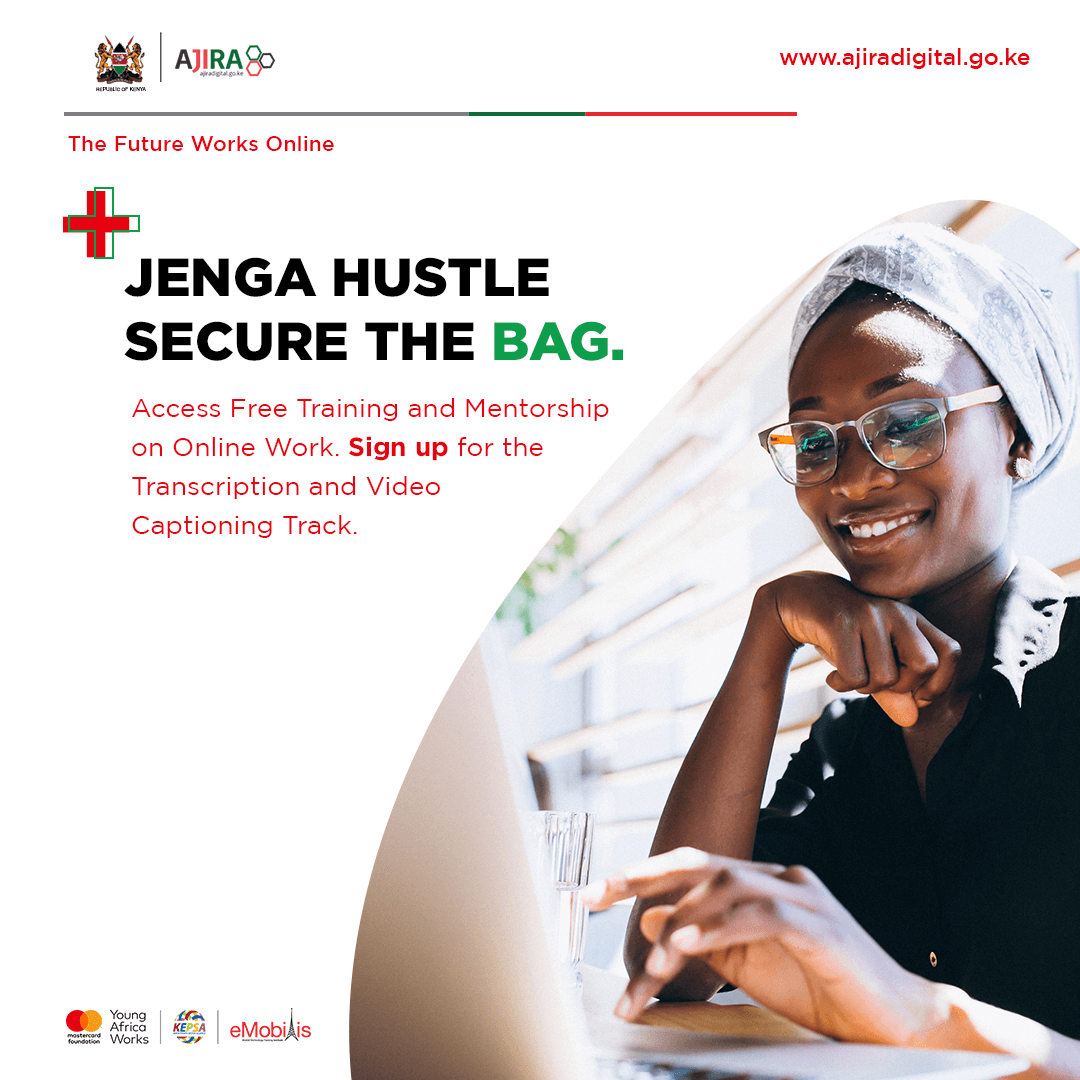 REPUBLIC OF KENYA
AJIRA
ajiradigital.go.ke
www.ajiradigital.go.ke
The Future Works Online
JENGA HUSTLE
SECURE THE BAG.
Access Free Training and Mentorship
on Online Work. Sign up for the
Transcription and Video
Captioning Track.
mastercard
foundation
Young
Africa
Works
KEPSA
eMobilis